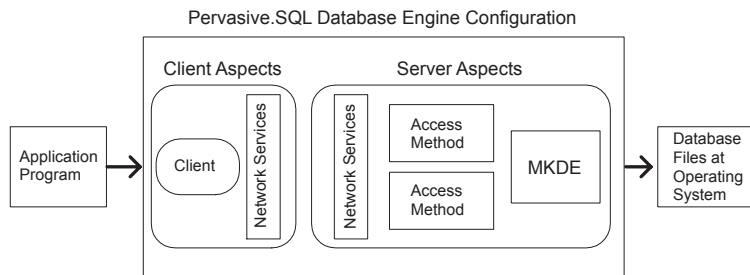 Pervasive.SQL Database Engine Configuration
Client Aspects
Server Aspects
Application
Program
Client
Network Services
Network Services
Access
Method
Access
Method
MKDE
Database
Files at
Operating
System